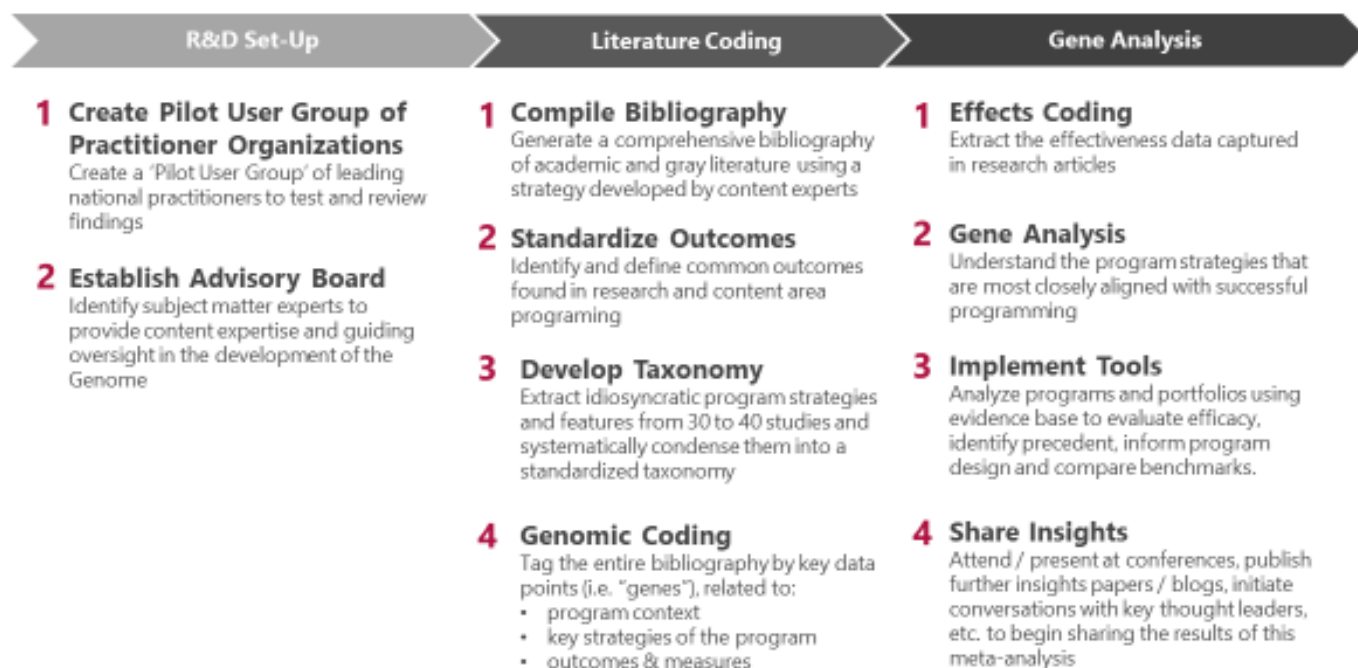 R&D Set-Up
Literature Coding
Gene Analysis
1 Create Pilot User Group of
Practitioner Organizations
Create a 'Pilot User Group' of leading
national practitioners to test and review
findings
2 Establish Advisory Board
Identify subject matter experts to
provide content expertise and guiding
oversight in the development of the
Genome
1 Compile Bibliography
Generate a comprehensive bibliography
of academic and gray literature using a
strategy developed by content experts
2 Standardize Outcomes
Identify and define common outcomes
found in research and content area
programing
3 Develop Taxonomy
Extract idiosyncratic program strategies
and features from 30 to 40 studies and
systematically condense them into a
standardized taxonomy
4 Genomic Coding
Tag the entire bibliography by key data
points (i.e. "genes"), related to:
• program context
• key strategies of the program
• outcomes & measures
1 Effects Coding
Extract the effectiveness data captured
in research articles
2 Gene Analysis
Understand the program strategies that
are most closely aligned with successful
programming
3 Implement Tools
Analyze programs and portfolios using
evidence base to evaluate efficacy,
identify precedent, inform program
design and compare benchmarks.
4 Share Insights
Attend / present at conferences, publish
further insights papers / blogs, initiate
conversations with key thought leaders,
etc. to begin sharing the results of this
meta-analysis